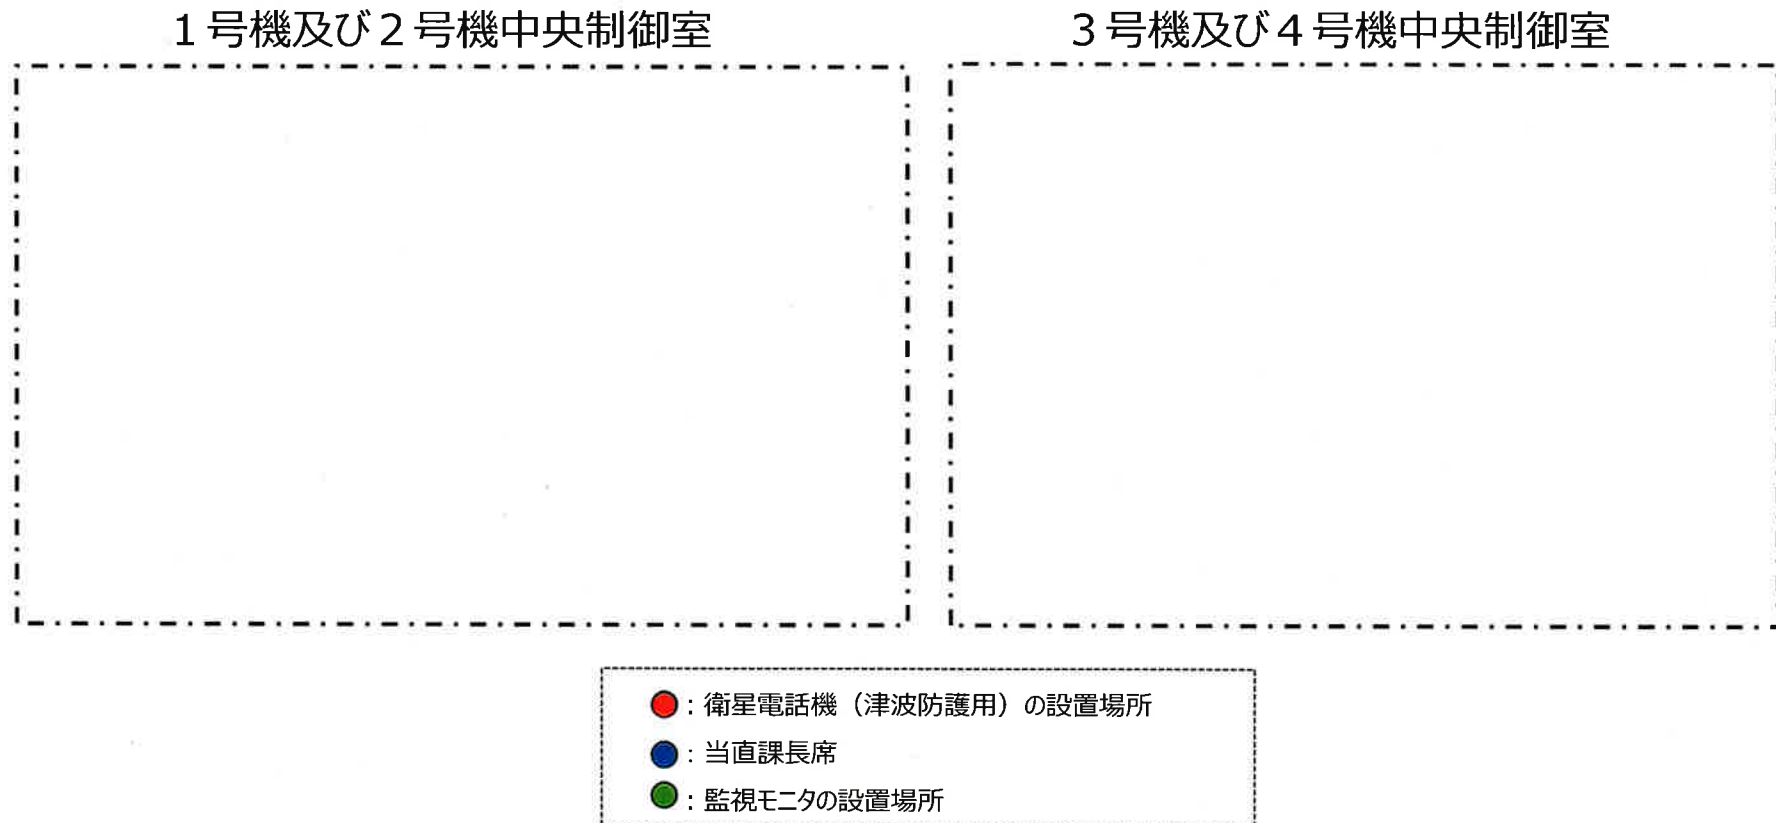 1号機及び2号機中央制御室
3号機及び4号機中央制御室
：衛星電話機（津波防護用）の設置場所
：当直課長席
：監視モニタの設置場所